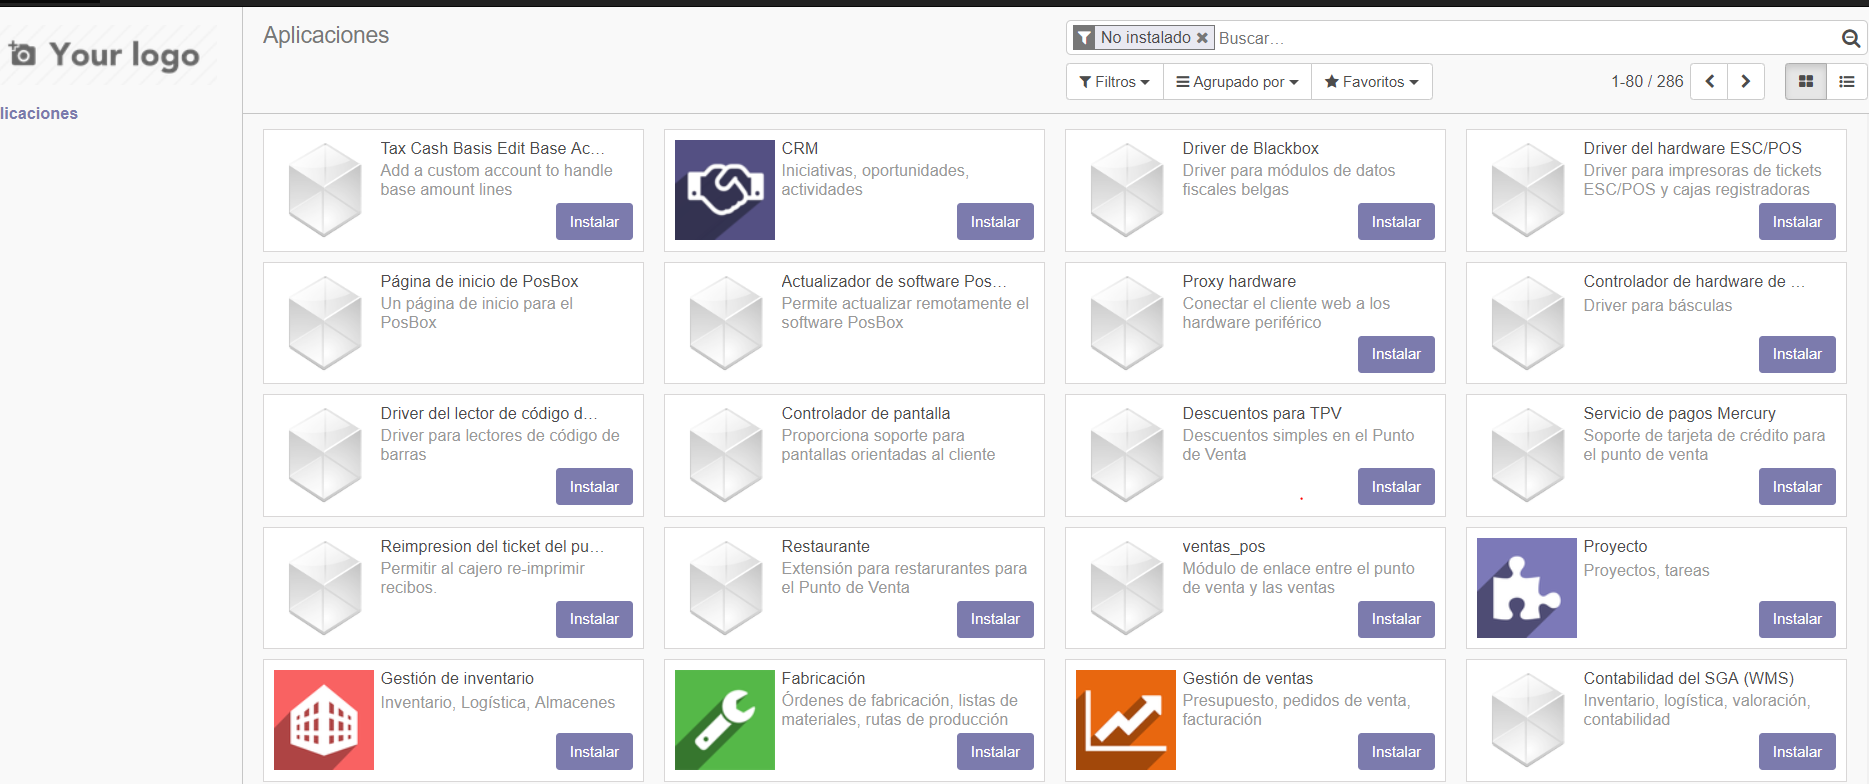 Your logo
licaciones
Aplicaciones
No instalado
Buscar...
Filtros
Agrupado por
Favoritos
1-80 / 286
Tax Cash Basis Edit Base Ac...
Add a custom account to handle
base amount lines
Instalar
CRM
Iniciativas, oportunidades,
actividades
Instalar
Driver de Blackbox
Driver para módulos de datos
fiscales belgas
Instalar
Driver del hardware ESC/POS
Driver para impresoras de tickets
ESC/POS y cajas registradoras
Instalar
Página de inicio de PosBox
Un página de inicio para el
PosBox
Actualizador de software Pos...
Permite actualizar remotamente el
software PosBox
Proxy hardware
Conectar el cliente web a los
hardware periférico
Instalar
Controlador de hardware de ...
Driver para básculas
Instalar
Driver del lector de código d...
Driver para lectores de código de
barras
Instalar
Controlador de pantalla
Proporciona soporte para
pantallas orientadas al cliente
Descuentos para TPV
Descuentos simples en el Punto
de Venta
Instalar
Servicio de pagos Mercury
Soporte de tarjeta de crédito para
el punto de venta
Instalar
Reimpresion del ticket del pu...
Permitir al cajero re-imprimir
recibos.
Instalar
Restaurante
Extensión para restarurantes para
el Punto de Venta
Instalar
ventas_pos
Módulo de enlace entre el punto
de venta y las ventas
Instalar
Proyecto
Proyectos, tareas
Instalar
Gestión de inventario
Inventario, Logística, Almacenes
Instalar
Fabricación
Órdenes de fabricación, listas de
materiales, rutas de producción
Instalar
Gestión de ventas
Presupuesto, pedidos de venta,
facturación
Instalar
Contabilidad del SGA (WMS)
Inventario, logística, valoración,
contabilidad
Instalar